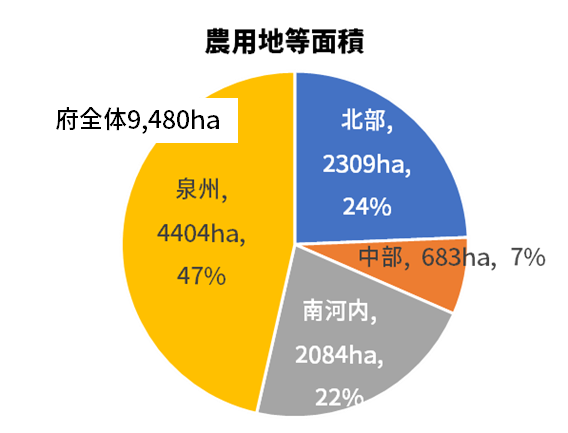 農用地等面積
府全体9,480ha
北部,
2309ha,
24%
中部, 683ha, 7%
南河内,
2084ha,
22%
泉州,
4404ha,
47%